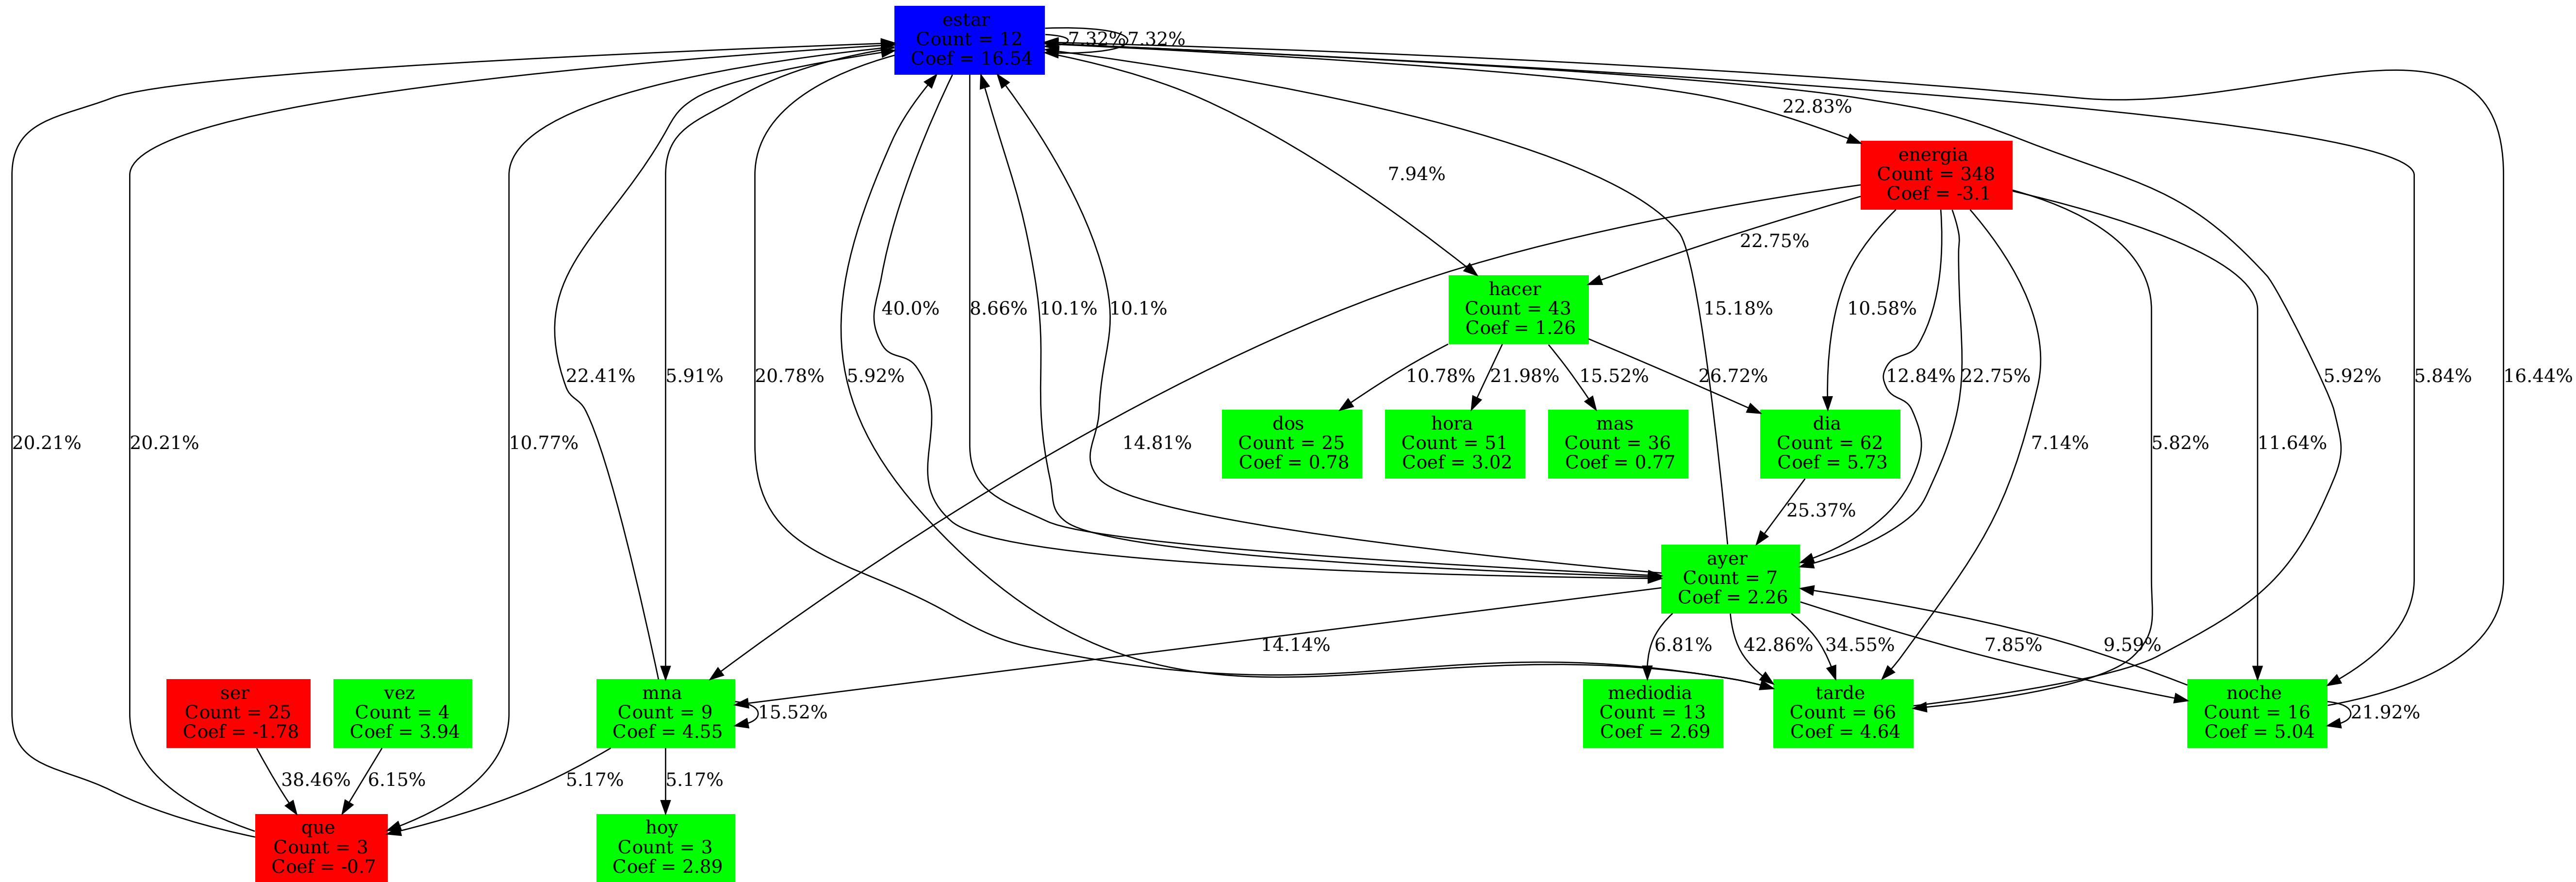 estar
Count = 12
Coef = 16.54
7.32%
7.32%
22.83%
energia
Count = 348
Coef = -3.1
7.94%
22.75%
hacer
Count = 43
Coef = 1.26
40.0%
8.66%
10.1%
10.1%
15.18%
10.58%
22.41%
5.91%
20.78%
5.92%
10.78%
21.98%
15.52%
26.72%
12.84%
22.75%
5.92%
5.84%
16.44%
dos
Count = 25
Coef = 0.78
hora
Count = 51
Coef = 3.02
mas
Count = 36
Coef = 0.77
dia
Count = 62
Coef = 5.73
20.21%
20.21%
10.77%
14.81%
7.14%
5.82%
11.64%
25.37%
ayer
Count = 7
Coef = 2.26
14.14%
6.81%
42.86%
34.55%
7.85%
9.59%
ser
Count = 25
Coef = -1.78
vez
Count = 4
Coef = 3.94
mna
Count = 9
Coef = 4.55
15.52%
mediodia
Count = 13
Coef = 2.69
tarde
Count = 66
Coef = 4.64
noche
Count = 16
Coef = 5.04
21.92%
38.46%
6.15%
5.17%
5.17%
que
Count = 3
Coef = -0.7
hoy
Count = 3
Coef = 2.89